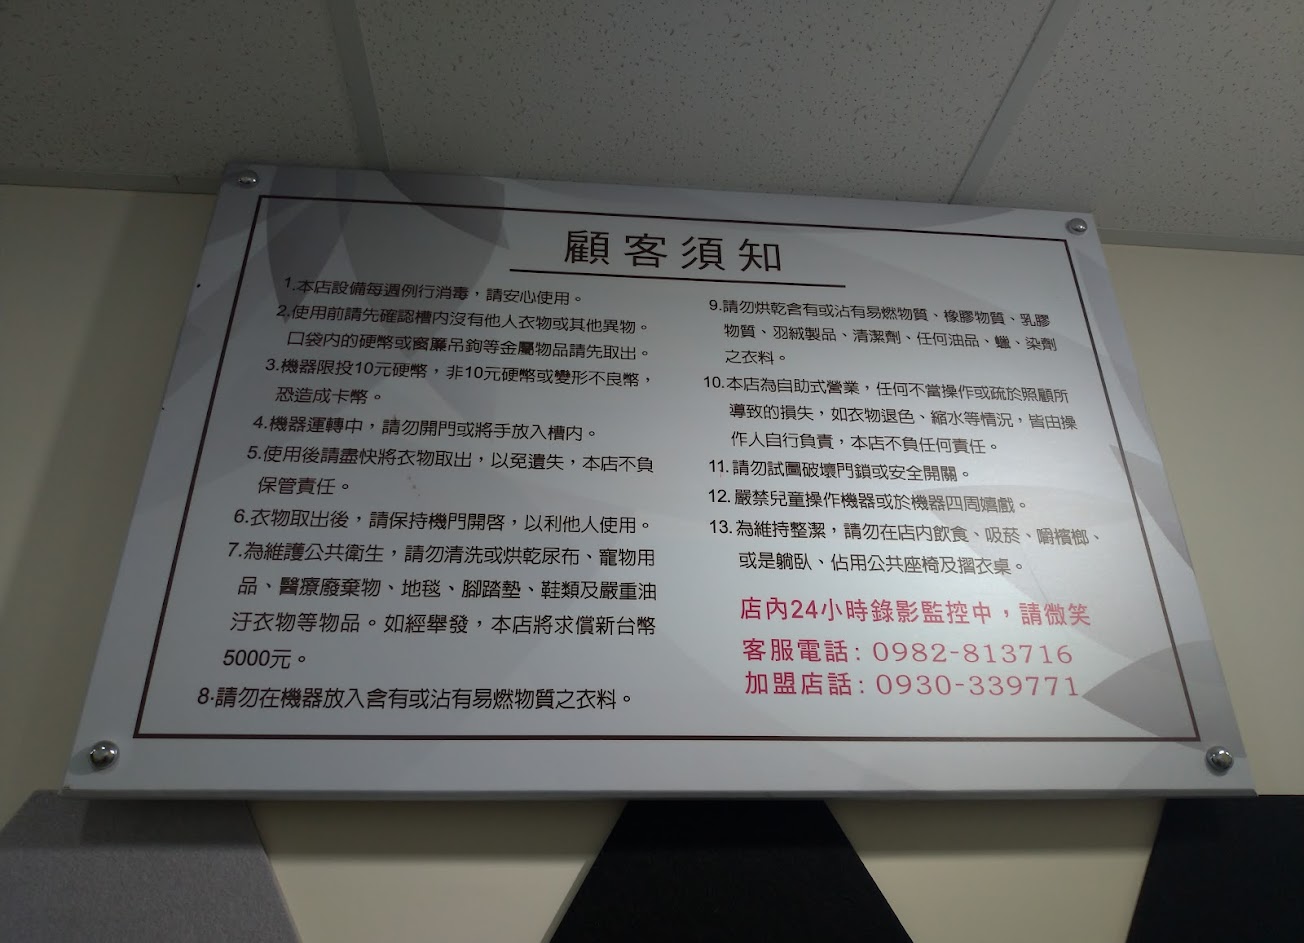 顧客須知
1.本店設備每週例行消毒，請安心使用。
2.使用前請先確認槽內沒有他人衣物或其他異物。
口袋內的硬幣或窗簾吊鉤等金屬物品請先取出。
3.機器限投10元硬幣，非10元硬幣或變形不良幣，
恐造成卡幣。
4.機器運轉中，請勿開門或將手放入槽內。
5.使用後請盡快將衣物取出，以免遺失，本店不負
保管責任。
6.衣物取出後，請保持機門開啓，以利他人使用。
7.為維護公共衛生，請勿清洗或烘乾尿布、寵物用
品、醫療廢棄物、地毯、腳踏墊、鞋類及嚴重油
汙衣物等物品。如經舉發，本店將求償新台幣
5000元。
8.請勿在機器放入含有或沾有易燃物質之衣料。
9.請勿烘乾含有或沾有易燃物質、橡膠物質、乳膠
物質、羽絨製品、清潔劑、任何油品、蠟、染劑
之衣料。
10.本店為自助式營業，任何不當操作或疏於照顧所
導致的損失，如衣物退色、縮水等情況，皆由操
作人自行負責，本店不負任何責任。
11.請勿試圖破壞門鎖或安全開關。
12.嚴禁兒童操作機器或於機器四周嬉戲。
13.為維持整潔，請勿在店內飲食、吸菸、嚼檳榔、
或是躺臥、佔用公共座椅及摺衣桌。
店內24小時錄影監控中，請微笑
客服電話：0982-813716
加盟店話：0930-339771